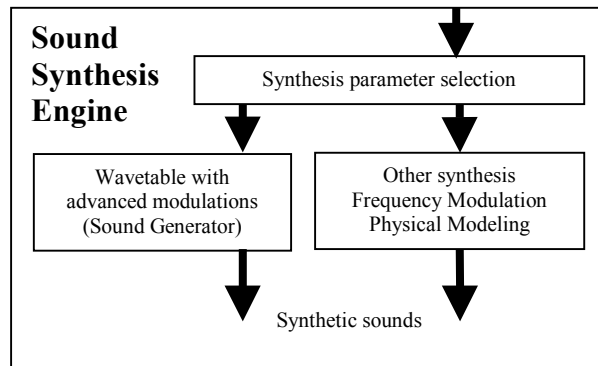 Sound
Synthesis
Engine
Synthesis parameter selection
Wavetable with
advanced modulations
(Sound Generator)
Other synthesis
Frequency Modulation
Physical Modeling
Synthetic sounds